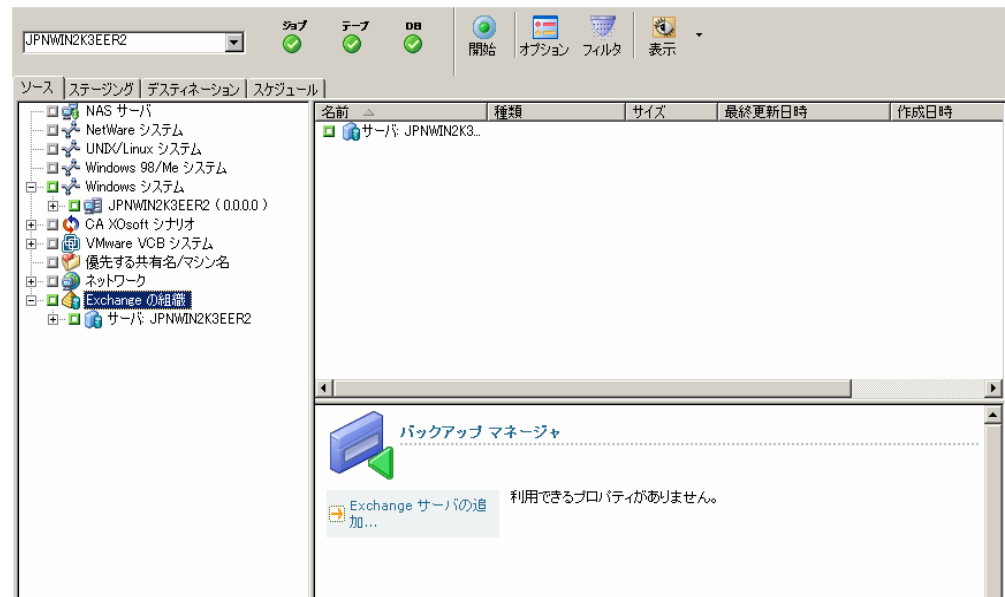 JPNWIN2K3EER2
ジョブ テープ DB
開始 オプション フィルタ 表示
ソース ステージング デスティネーション スケジュール
NAS サーバ
NetWare システム
UNIX/Linux システム
Windows 98/Me システム
Windows システム
JPNWIN2K3EER2 ( 0.0.0.0 )
CA XOsoft シナリオ
VMware VCB システム
優先する共有名/マシン名
ネットワーク
Exchange の組織
サーバ: JPNWIN2K3EER2
名前 種類 サイズ 最終更新日時 作成日時
サーバ: JPNWIN2K3...
バックアップ マネージャ
Exchange サーバの追
加...
利用できるプロパティがありません。